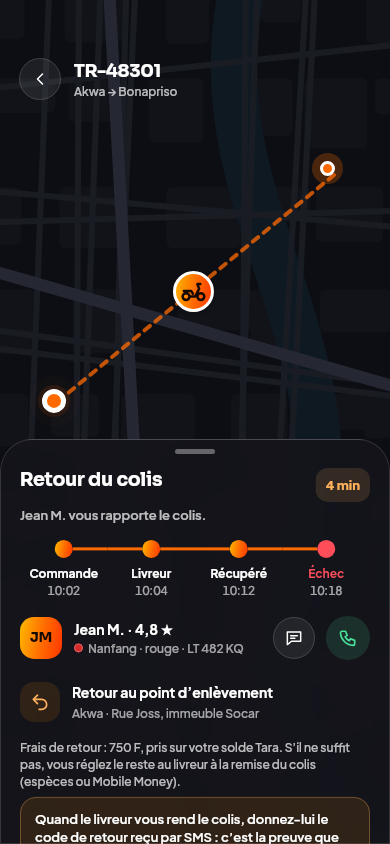 TR-48301
Akwa → Bonapriso
Retour du colis
4 min
Jean M. vous rapporte le colis.
Commande Livreur Récupéré Échec
10:02 10:04 10:12 10:18
JM
Jean M. · 4,8 ★
Nanfang · rouge · LT 482 KQ
Retour au point d’enlèvement
Akwa · Rue Joss, immeuble Socar
Frais de retour : 750 F, pris sur votre solde Tara. S’il ne suffit
pas, vous réglez le reste au livreur à la remise du colis
(espèces ou Mobile Money).
Quand le livreur vous rend le colis, donnez-lui le
code de retour reçu par SMS : c’est la preuve que